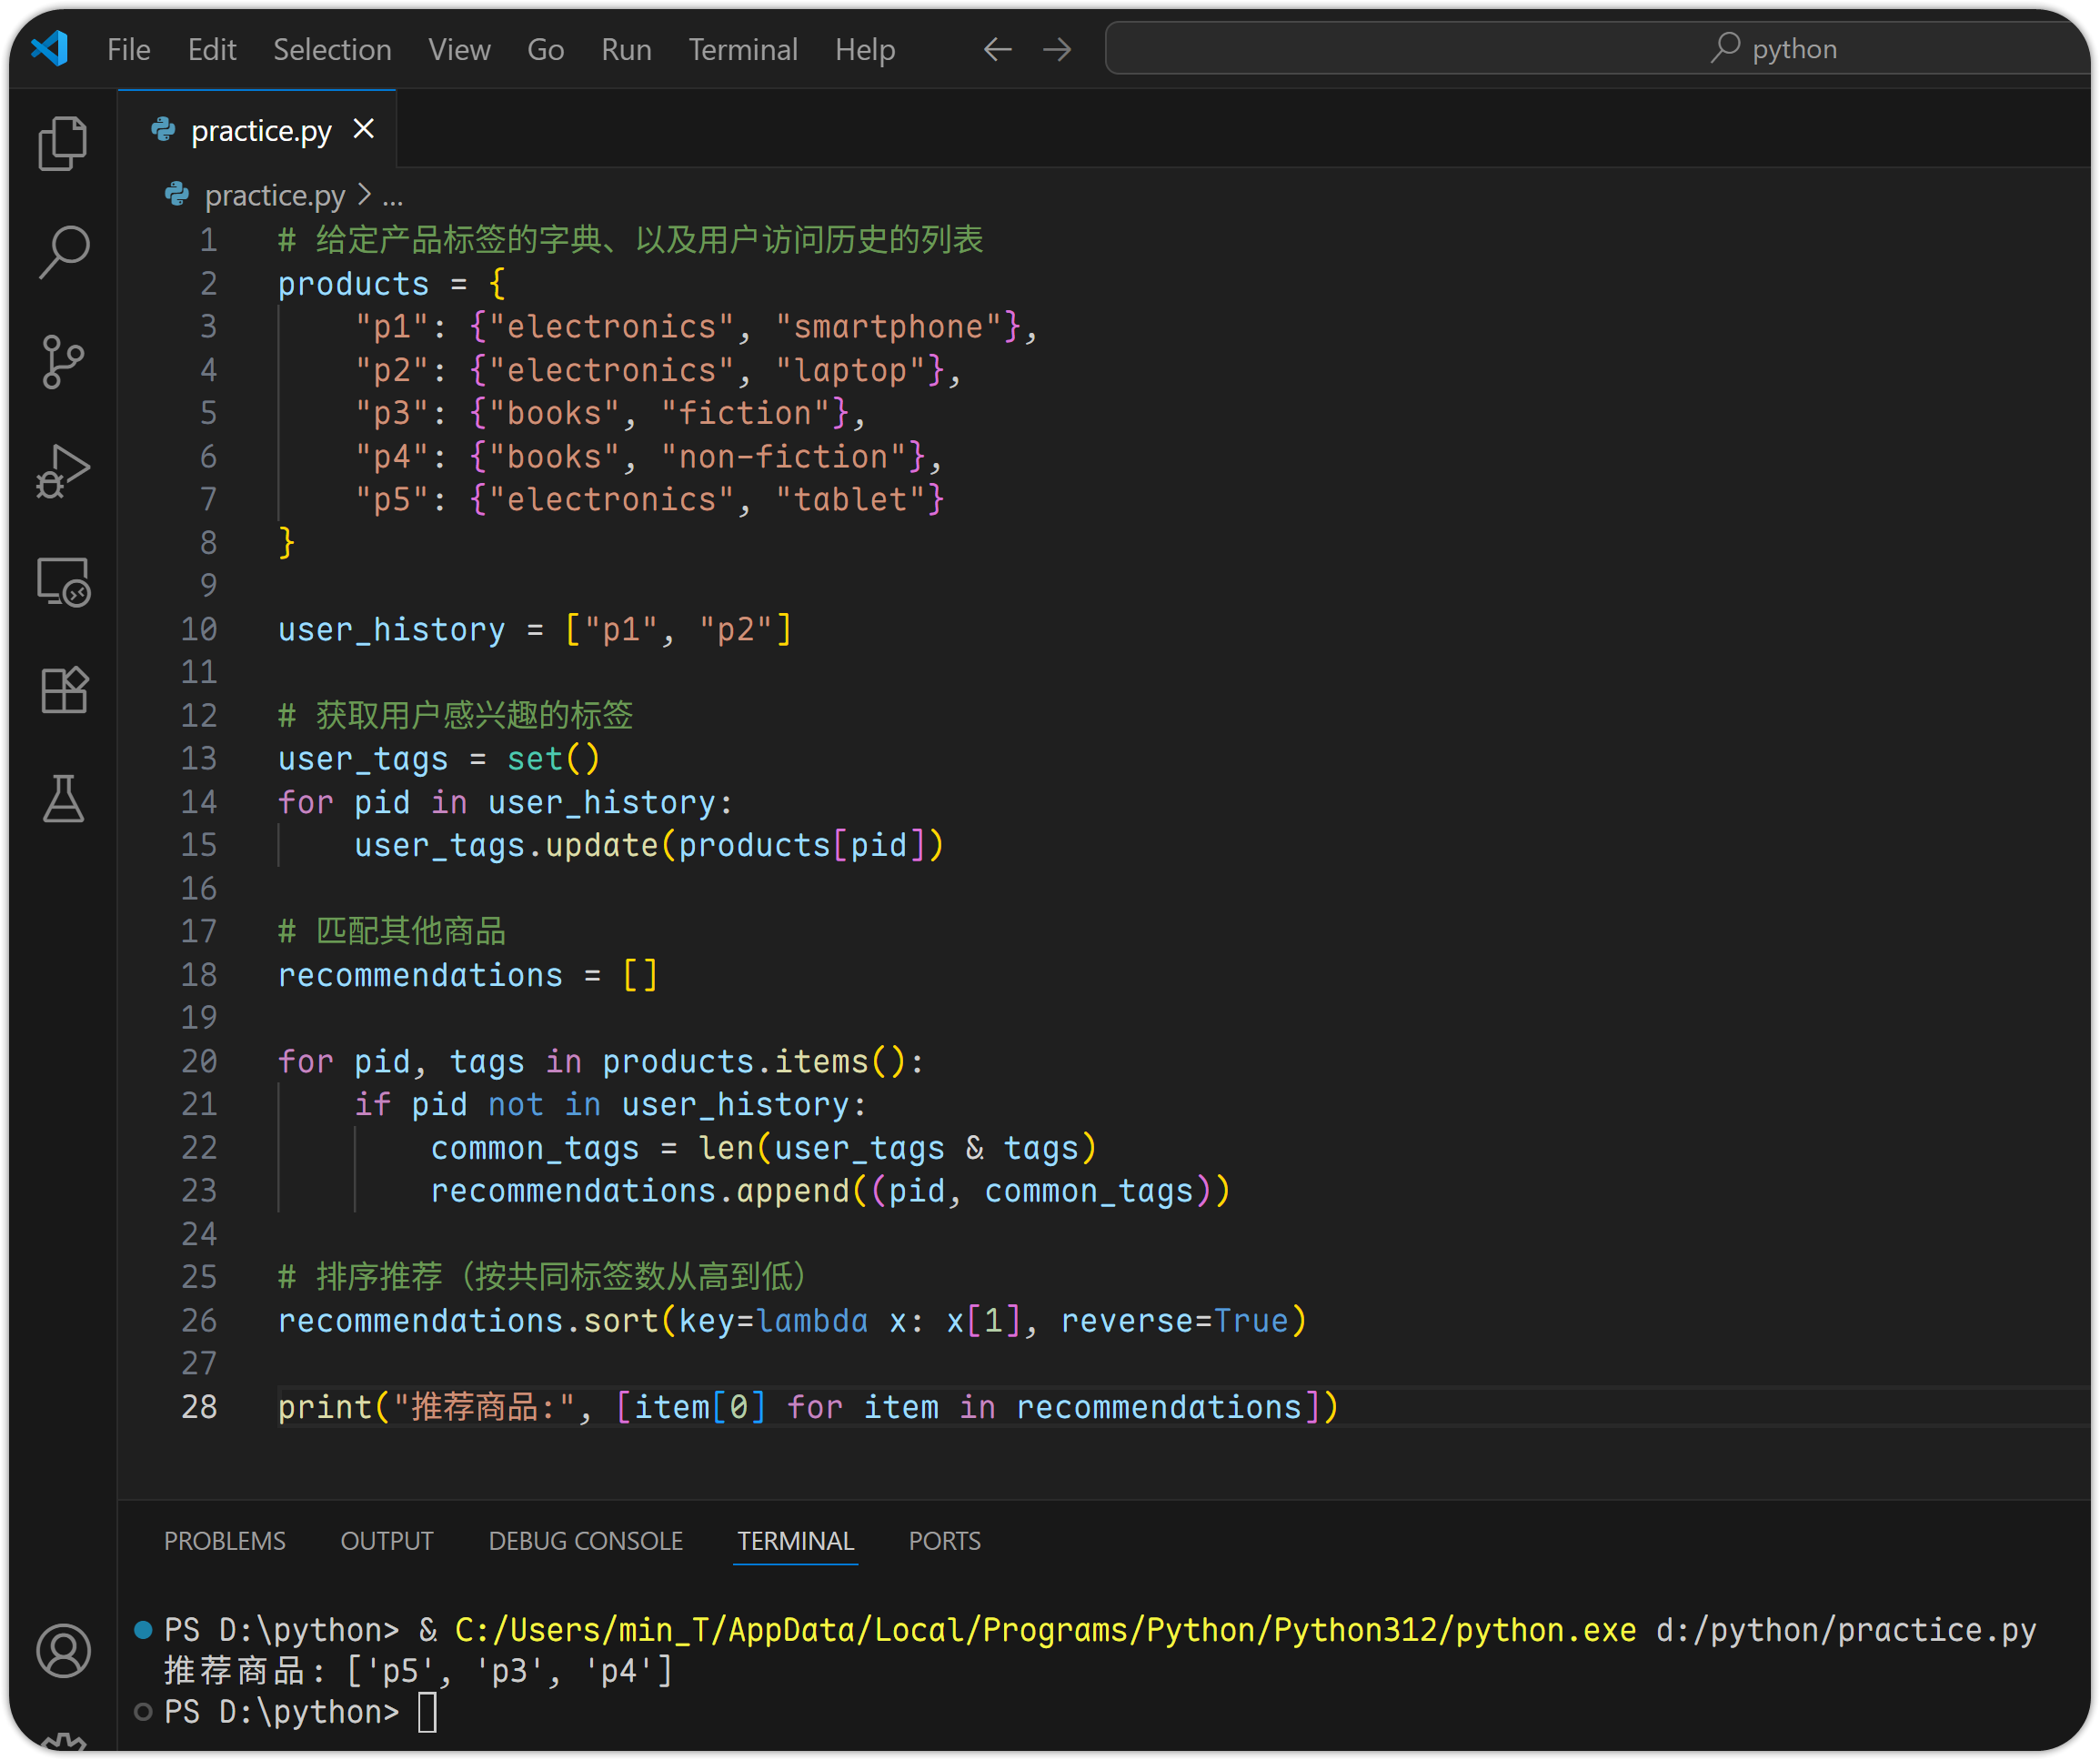 File Edit Selection View Go Run Terminal Help python
practice.py
practice.py > ...
1 # 给定产品标签的字典、以及用户访问历史的列表
2 products = {
3     "p1": {"electronics", "smartphone"},
4     "p2": {"electronics", "laptop"},
5     "p3": {"books", "fiction"},
6     "p4": {"books", "non-fiction"},
7     "p5": {"electronics", "tablet"}
8 }
9
10 user_history = ["p1", "p2"]
11
12 # 获取用户感兴趣的标签
13 user_tags = set()
14 for pid in user_history:
15     user_tags.update(products[pid])
16
17 # 匹配其他商品
18 recommendations = []
19
20 for pid, tags in products.items():
21     if pid not in user_history:
22         common_tags = len(user_tags & tags)
23         recommendations.append((pid, common_tags))
24
25 # 排序推荐（按共同标签数从高到低）
26 recommendations.sort(key=lambda x: x[1], reverse=True)
27
28 print("推荐商品:", [item[0] for item in recommendations])
PROBLEMS OUTPUT DEBUG CONSOLE TERMINAL PORTS
PS D:\python> & C:/Users/min_T/AppData/Local/Programs/Python/Python312/python.exe d:/python/practice.py
推荐商品: ['p5', 'p3', 'p4']
PS D:\python>